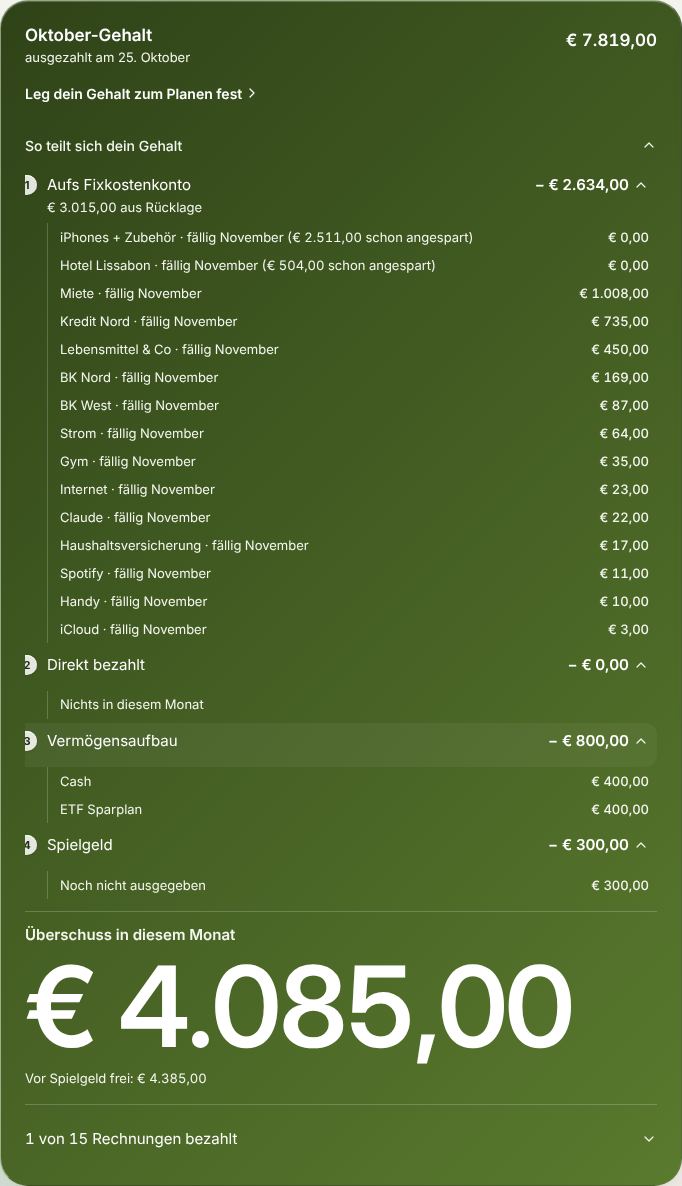 Oktober-Gehalt
€ 7.819,00
ausgezahlt am 25. Oktober
Leg dein Gehalt zum Planen fest
So teilt sich dein Gehalt
1 Aufs Fixkostenkonto – € 2.634,00
€ 3.015,00 aus Rücklage
iPhones + Zubehör · fällig November (€ 2.511,00 schon angespart) € 0,00
Hotel Lissabon · fällig November (€ 504,00 schon angespart) € 0,00
Miete · fällig November € 1.008,00
Kredit Nord · fällig November € 735,00
Lebensmittel & Co · fällig November € 450,00
BK Nord · fällig November € 169,00
BK West · fällig November € 87,00
Strom · fällig November € 64,00
Gym · fällig November € 35,00
Internet · fällig November € 23,00
Claude · fällig November € 22,00
Haushaltsversicherung · fällig November € 17,00
Spotify · fällig November € 11,00
Handy · fällig November € 10,00
iCloud · fällig November € 3,00
2 Direkt bezahlt – € 0,00
Nichts in diesem Monat
3 Vermögensaufbau – € 800,00
Cash € 400,00
ETF Sparplan € 400,00
4 Spielgeld – € 300,00
Noch nicht ausgegeben € 300,00
Überschuss in diesem Monat
€ 4.085,00
Vor Spielgeld frei: € 4.385,00
1 von 15 Rechnungen bezahlt